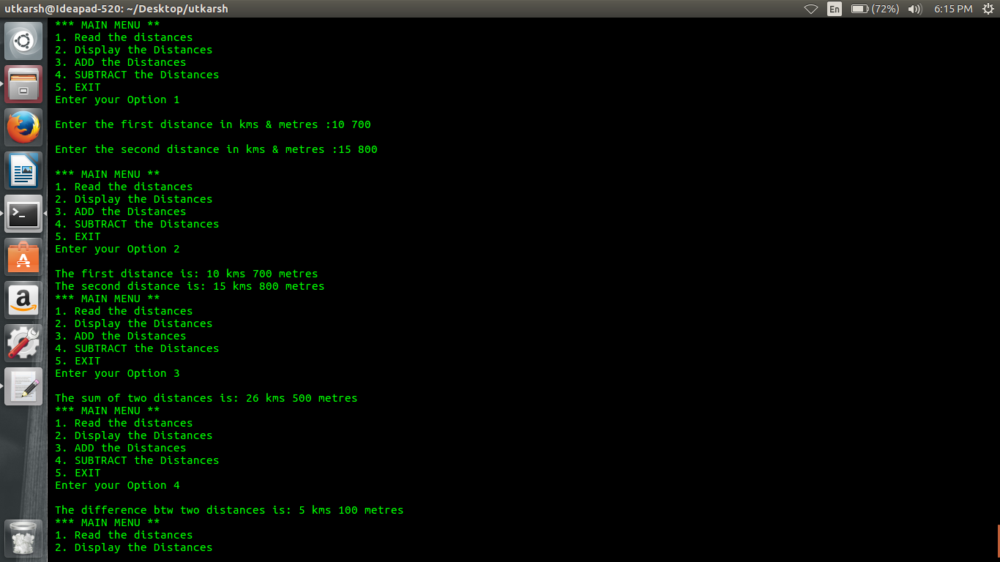 utkarsh@Ideapad-520: ~/Desktop/utkarsh En (72%) 6:15 PM
*** MAIN MENU **
1. Read the distances
2. Display the Distances
3. ADD the Distances
4. SUBTRACT the Distances
5. EXIT
Enter your Option 1
Enter the first distance in kms & metres :10 700
Enter the second distance in kms & metres :15 800
*** MAIN MENU **
1. Read the distances
2. Display the Distances
3. ADD the Distances
4. SUBTRACT the Distances
5. EXIT
Enter your Option 2
The first distance is: 10 kms 700 metres
The second distance is: 15 kms 800 metres
*** MAIN MENU **
1. Read the distances
2. Display the Distances
3. ADD the Distances
4. SUBTRACT the Distances
5. EXIT
Enter your Option 3
The sum of two distances is: 26 kms 500 metres
*** MAIN MENU **
1. Read the distances
2. Display the Distances
3. ADD the Distances
4. SUBTRACT the Distances
5. EXIT
Enter your Option 4
The difference btw two distances is: 5 kms 100 metres
*** MAIN MENU **
1. Read the distances
2. Display the Distances